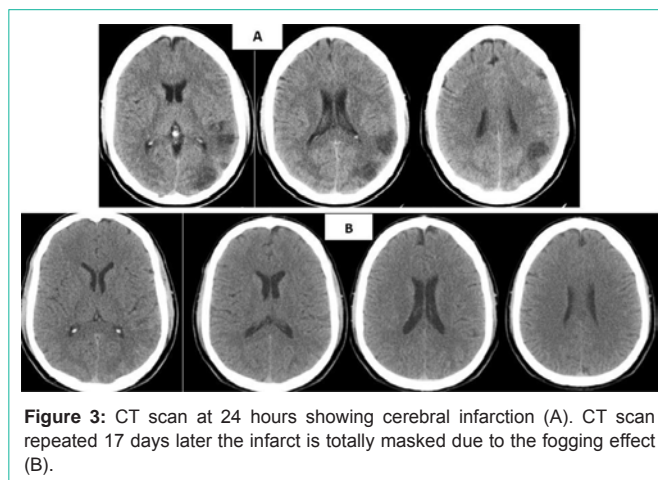 A
B
Figure 3: CT scan at 24 hours showing cerebral infarction (A). CT scan
repeated 17 days later the infarct is totally masked due to the fogging effect
(B).